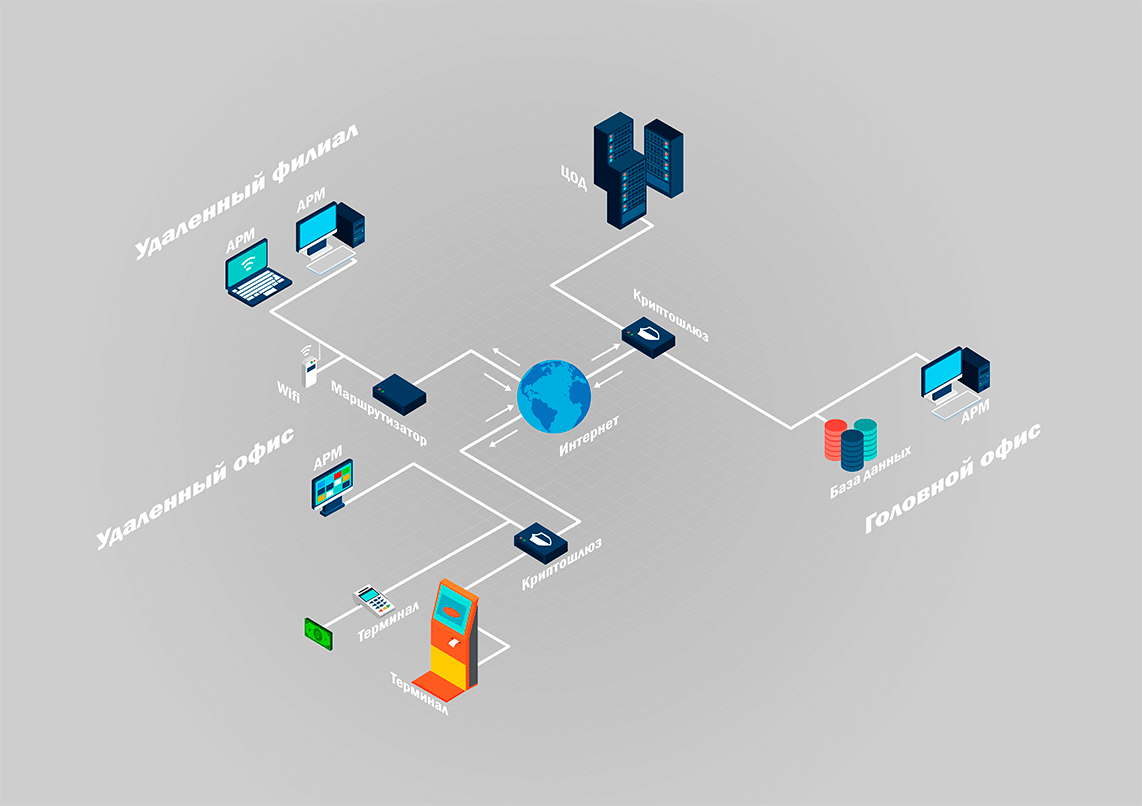 Удаленный филиал
АРМ
АРМ
ЦОД
Криптошлюз
Wifi
Маршрутизатор
Интернет
АРМ
База данных
Головной офис
Удаленный офис
АРМ
Криптошлюз
Терминал
Терминал